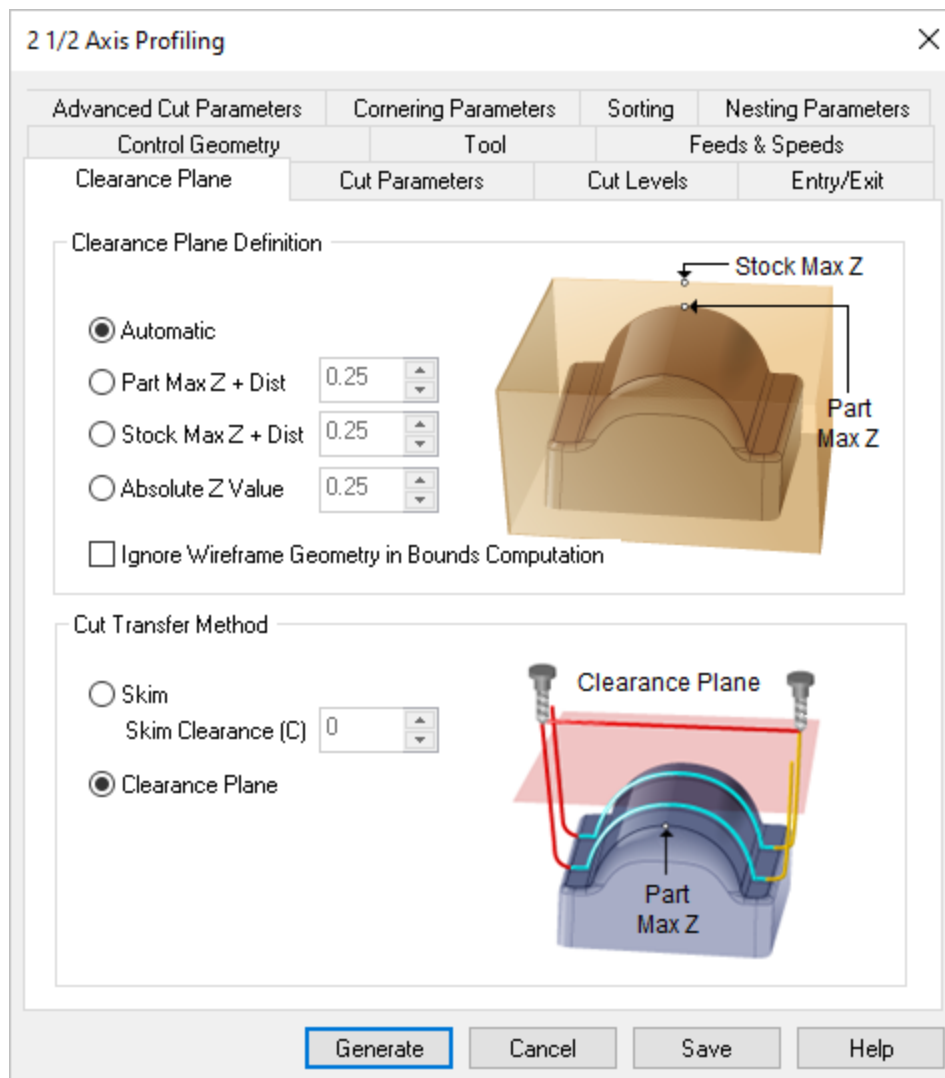 2 1/2 Axis Profiling
Advanced Cut Parameters Cornering Parameters Sorting Nesting Parameters
Control Geometry Tool Feeds & Speeds
Clearance Plane Cut Parameters Cut Levels Entry/Exit
Clearance Plane Definition
Stock Max Z
Automatic
Part Max Z + Dist 0.25
Stock Max Z + Dist 0.25
Absolute Z Value 0.25
Part
Max Z
Ignore Wireframe Geometry in Bounds Computation
Cut Transfer Method
Skim
Skim Clearance (C) 0
Clearance Plane
Clearance Plane
Part
Max Z
Generate Cancel Save Help